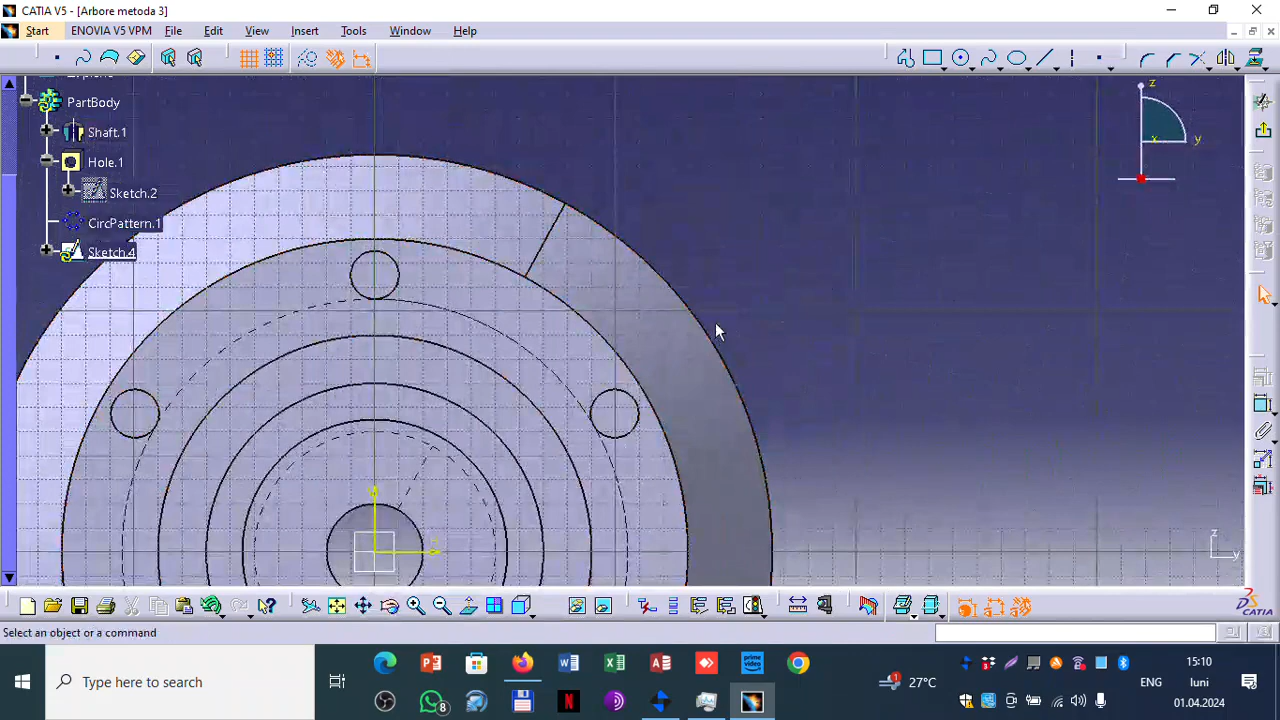 CATIA V5 - [Arbore metoda 3]
Start ENOVIA V5 VPM File Edit View Insert Tools Window Help
PartBody
Shaft.1
Hole.1
Sketch.2
CircPattern.1
Sketch.4
z
x
y
z
y
CATIA
Select an object or a command
Type here to search
8
27°C
ENG
15:10
luni
01.04.2024